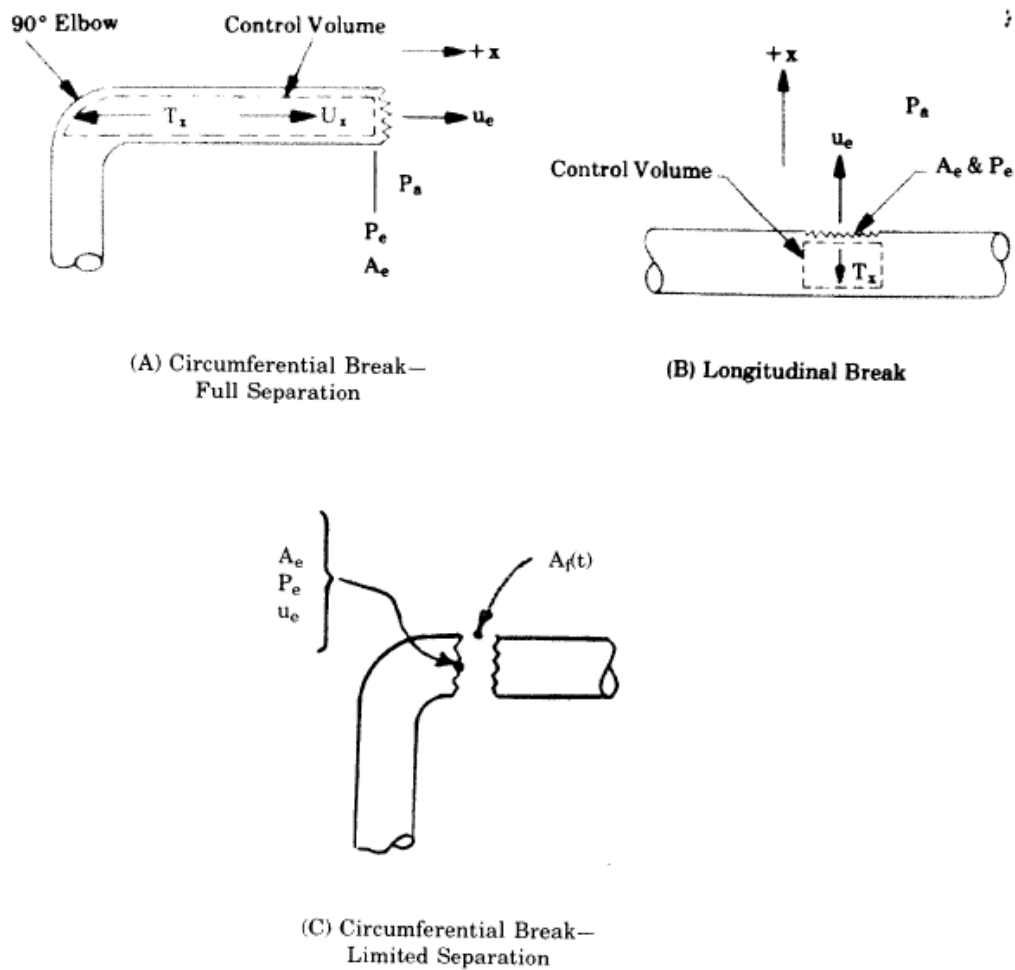 90° Elbow
Control Volume
+x
Tx
Ux
ue
Pa
Pe
Ae
(A) Circumferential Break—
Full Separation
+x
Pa
ue
Control Volume
Ae & Pe
Tx
(B) Longitudinal Break
Ae
Pe
ue
Af(t)
(C) Circumferential Break—
Limited Separation